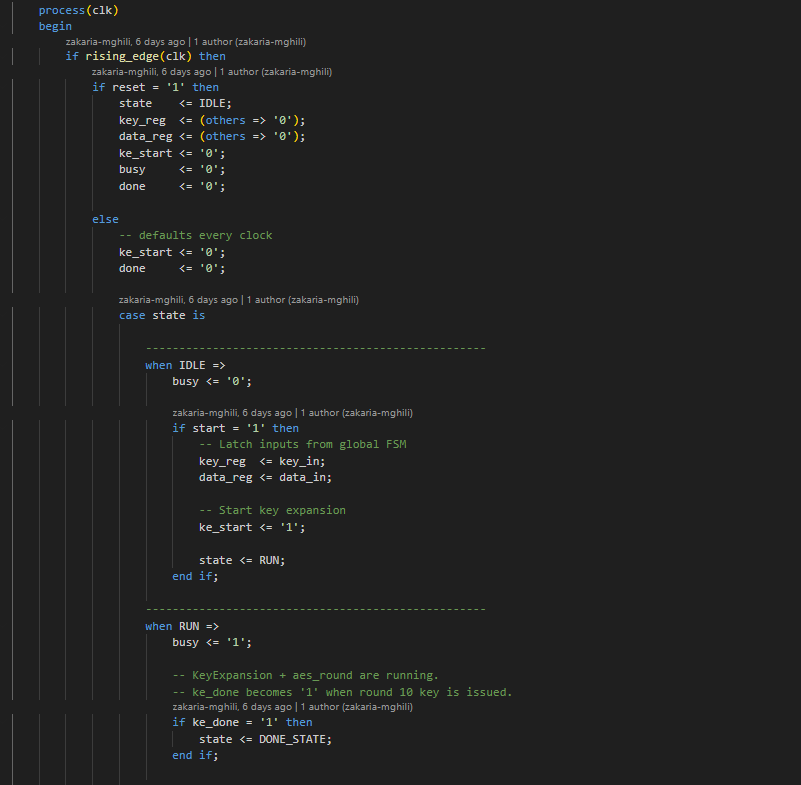 process(clk)
begin
zakaria-mghili, 6 days ago | 1 author (zakaria-mghili)
if rising_edge(clk) then
zakaria-mghili, 6 days ago | 1 author (zakaria-mghili)
if reset = '1' then
state    <= IDLE;
key_reg  <= (others => '0');
data_reg <= (others => '0');
ke_start <= '0';
busy     <= '0';
done     <= '0';
else
-- defaults every clock
ke_start <= '0';
done     <= '0';
zakaria-mghili, 6 days ago | 1 author (zakaria-mghili)
case state is
---------------------------------------------------
when IDLE =>
busy <= '0';
zakaria-mghili, 6 days ago | 1 author (zakaria-mghili)
if start = '1' then
-- Latch inputs from global FSM
key_reg  <= key_in;
data_reg <= data_in;
-- Start key expansion
ke_start <= '1';
state <= RUN;
end if;
---------------------------------------------------
when RUN =>
busy <= '1';
-- KeyExpansion + aes_round are running.
-- ke_done becomes '1' when round 10 key is issued.
zakaria-mghili, 6 days ago | 1 author (zakaria-mghili)
if ke_done = '1' then
state <= DONE_STATE;
end if;